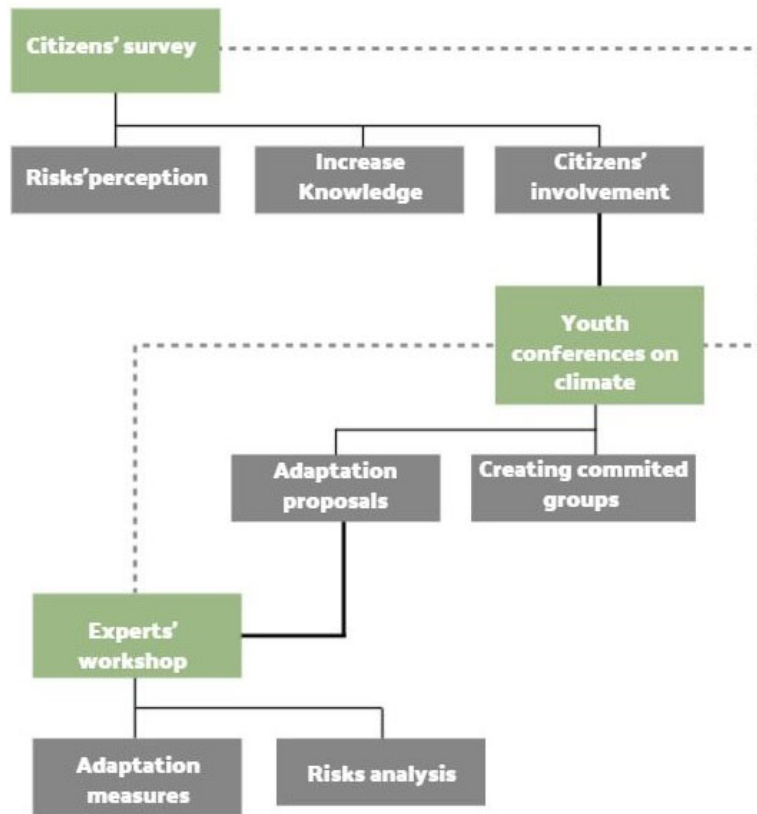 Citizens' survey
Risks'perception
Increase
Knowledge
Citizens'
involvement
Youth
conferences on
climate
Adaptation
proposals
Creating commited
groups
Experts'
workshop
Adaptation
measures
Risks analysis